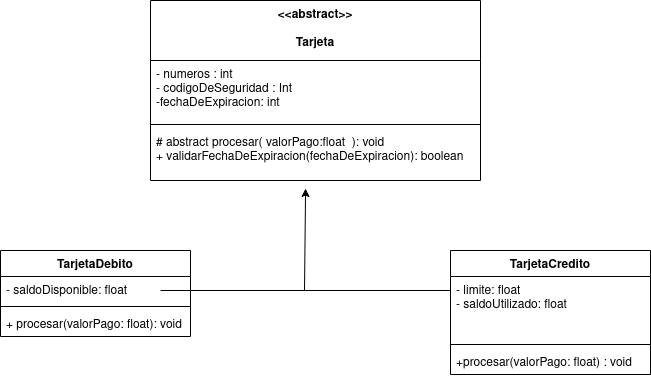 <<abstract>>
Tarjeta
- numeros : int
- codigoDeSeguridad : Int
-fechaDeExpiracion: int
# abstract procesar( valorPago:float  ): void
+ validarFechaDeExpiracion(fechaDeExpiracion): boolean
TarjetaDebito
- saldoDisponible: float
+ procesar(valorPago: float): void
TarjetaCredito
- limite: float
- saldoUtilizado: float
+procesar(valorPago: float) : void